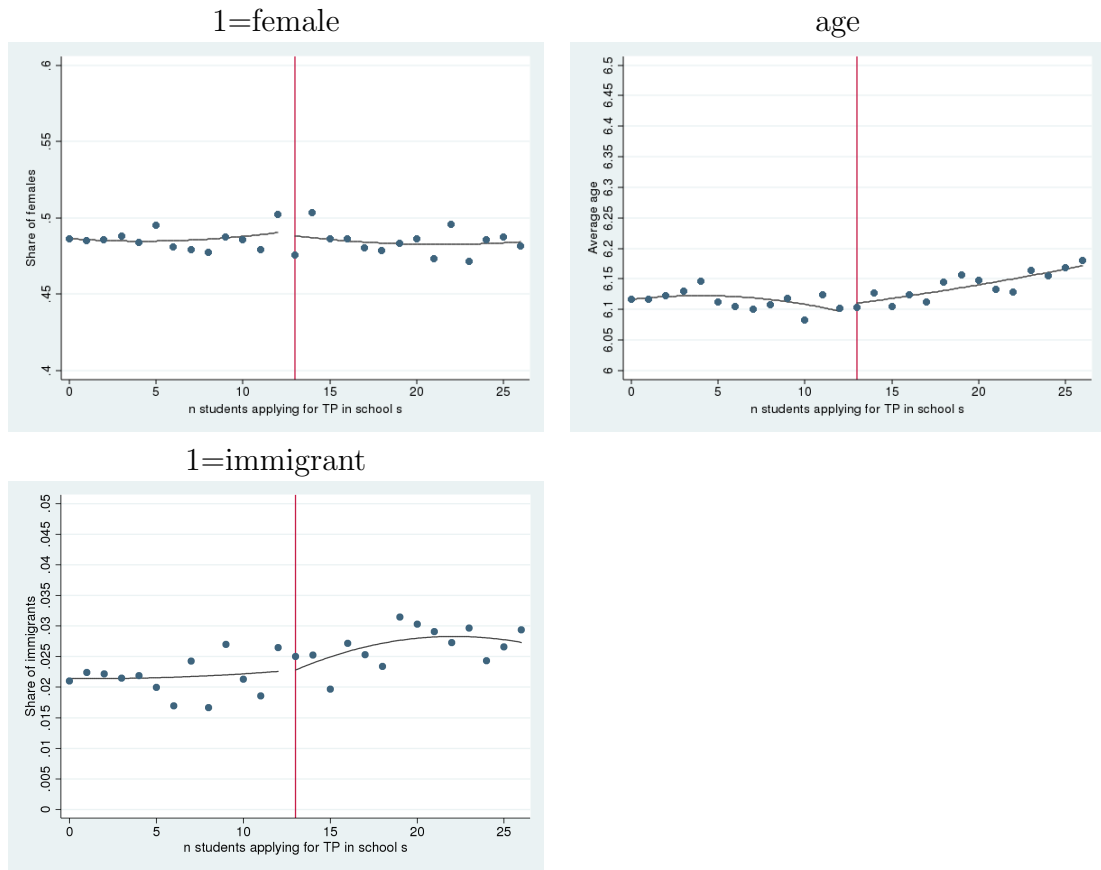 1=female
.6
.55
.5
.45
.4
Share of females
0 5 10 15 20 25
n students applying for TP in school s
age
6.5
6.45
6.4
6.35
6.3
6.25
6.2
6.15
6.1
6.05
6
Average age
0 5 10 15 20 25
n students applying for TP in school s
1=immigrant
.05
.045
.04
.035
.03
.025
.02
.015
.01
.005
0
Share of immigrants
0 5 10 15 20 25
n students applying for TP in school s